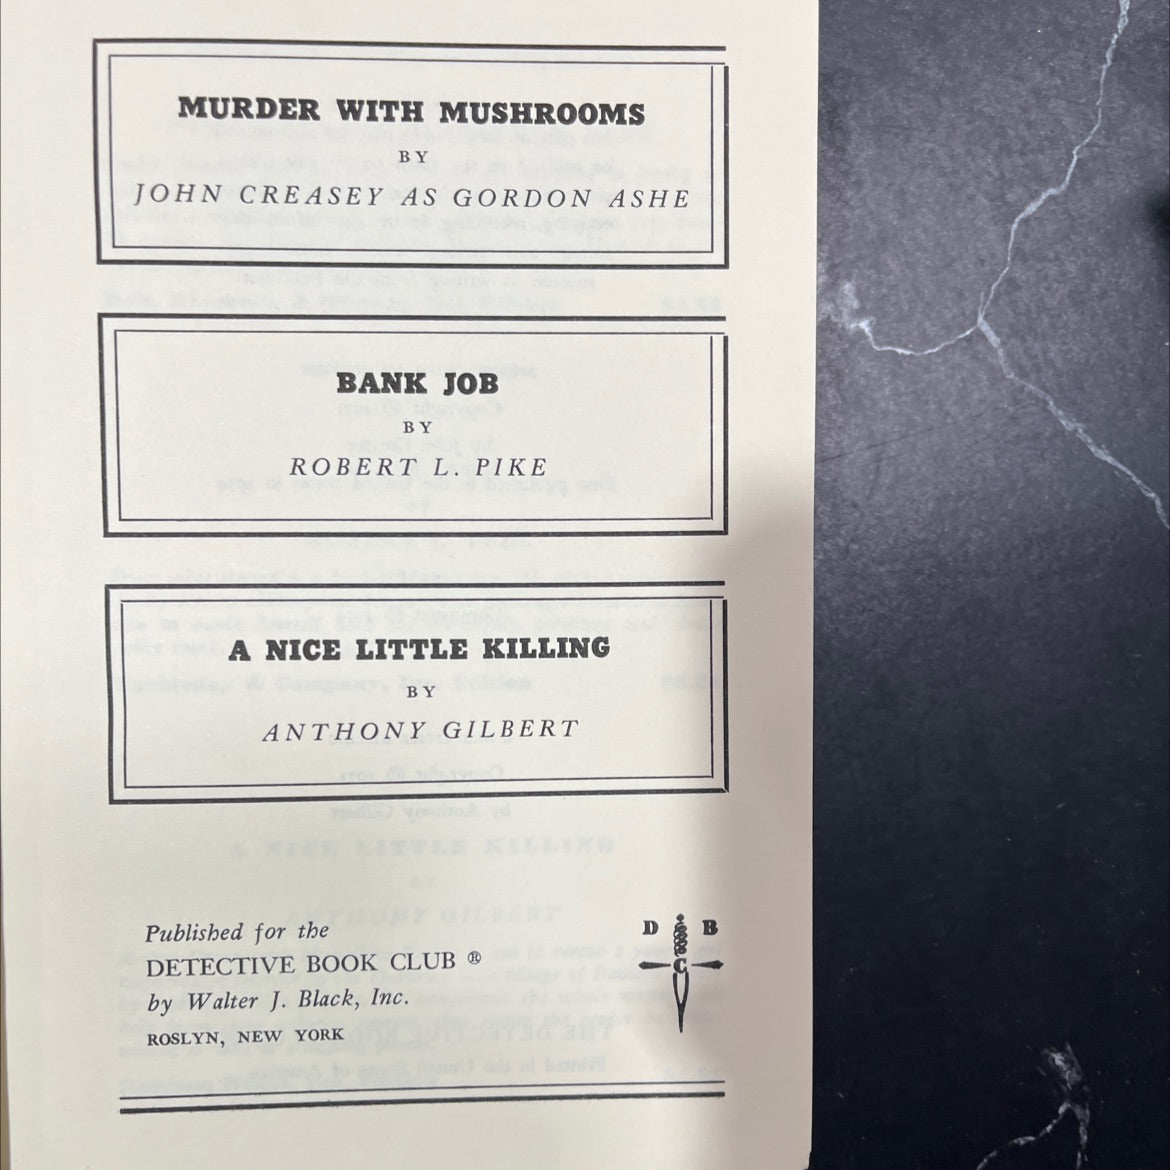 MURDER WITH MUSHROOMS
BY
JOHN CREASEY AS GORDON ASHE
BANK JOB
BY
ROBERT L. PIKE
A NICE LITTLE KILLING
BY
ANTHONY GILBERT
Published for the
DETECTIVE BOOK CLUB ®
by Walter J. Black, Inc.
ROSLYN, NEW YORK
D B
C